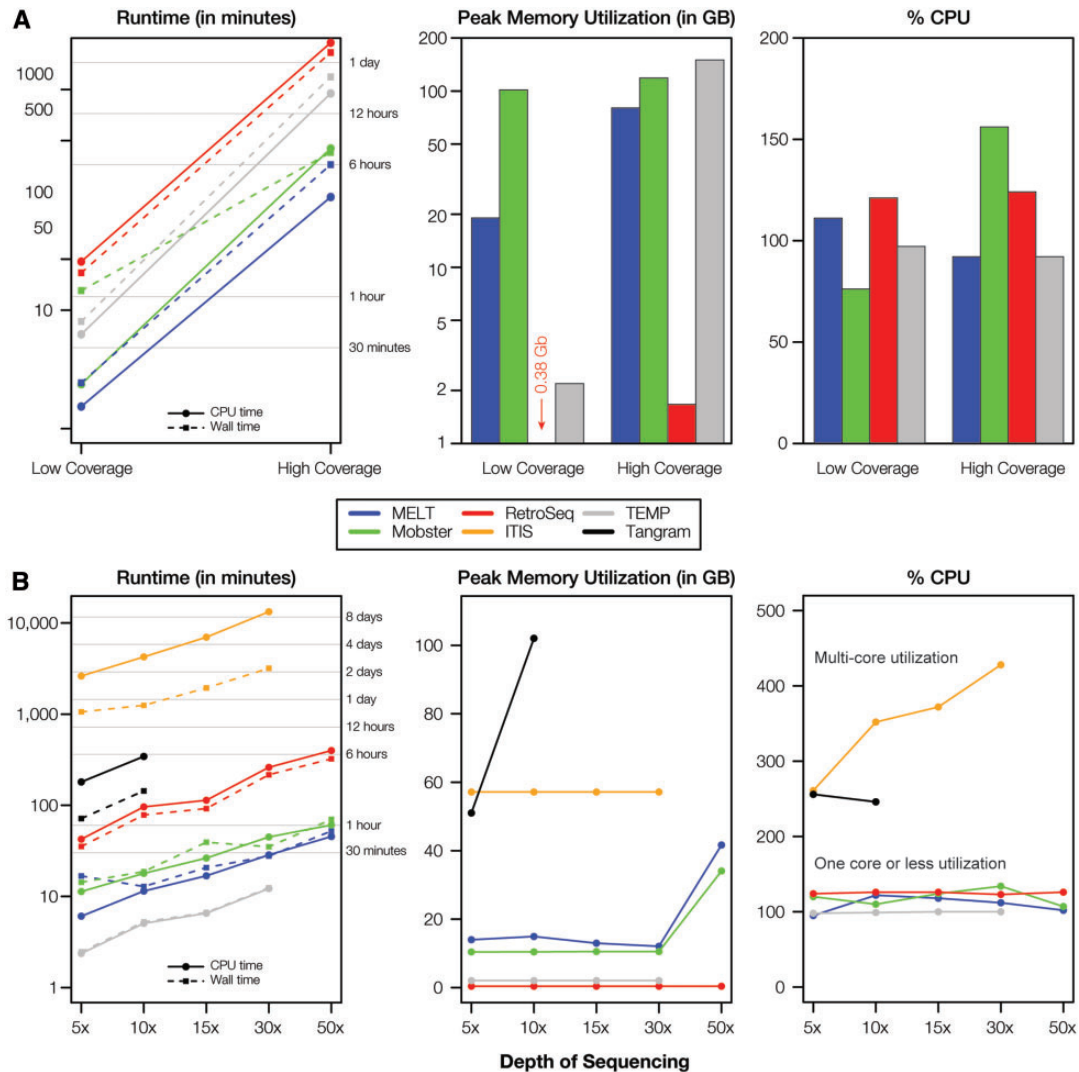 A
Runtime (in minutes)
Peak Memory Utilization (in GB)
% CPU
1000
500
100
50
10
1 day
12 hours
6 hours
1 hour
30 minutes
CPU time
Wall time
Low Coverage
High Coverage
200
100
50
20
10
5
2
1
0.38 Gb
Low Coverage
High Coverage
200
150
100
50
0
Low Coverage
High Coverage
MELT
RetroSeq
TEMP
Mobster
ITIS
Tangram
B
Runtime (in minutes)
Peak Memory Utilization (in GB)
% CPU
10,000
1,000
100
10
1
8 days
4 days
2 days
1 day
12 hours
6 hours
1 hour
30 minutes
CPU time
Wall time
5x
10x
15x
30x
50x
100
80
60
40
20
0
5x
10x
15x
30x
50x
500
400
300
200
100
0
Multi-core utilization
One core or less utilization
5x
10x
15x
30x
50x
Depth of Sequencing